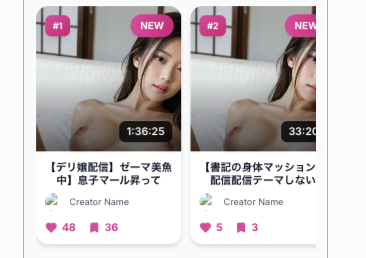 #1
NEW
1:36:25
【デリ嬢配信】ゼーマ美魚
中】息子マール昇って
Creator Name
48
36
#2
NEW
33:20
【書記の身体マッション
配信配信テーマしない
Creator Name
5
3